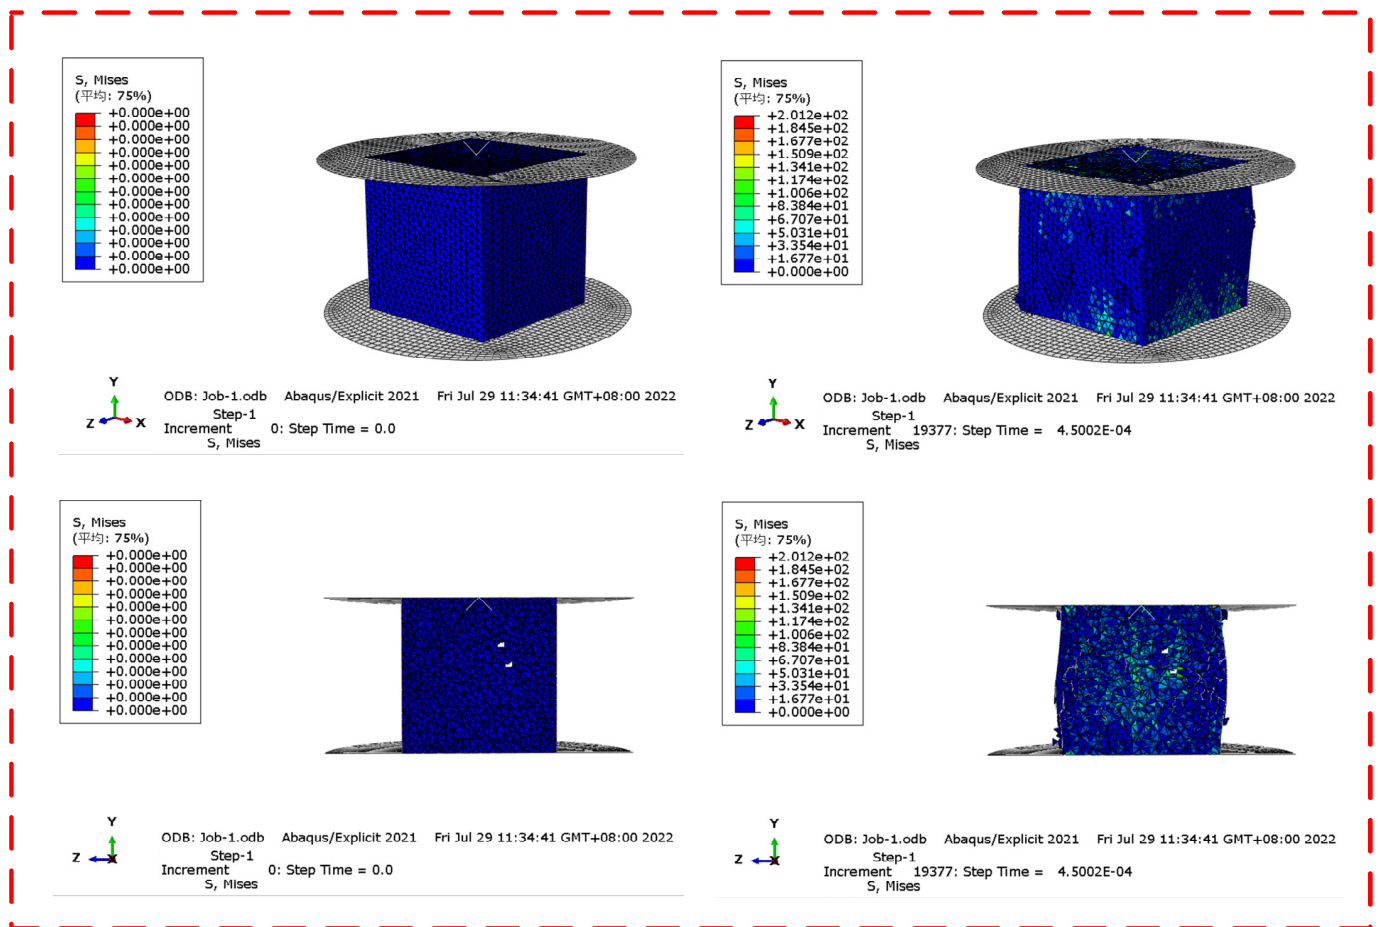 S, Mises
(平均: 75%)
+0.000e+00
+0.000e+00
+0.000e+00
+0.000e+00
+0.000e+00
+0.000e+00
+0.000e+00
+0.000e+00
+0.000e+00
+0.000e+00
+0.000e+00
+0.000e+00
+0.000e+00
Y
Z
X
ODB: Job-1.odb Abaqus/Explicit 2021 Fri Jul 29 11:34:41 GMT+08:00 2022
Step-1
Increment 0: Step Time = 0.0
S, Mises
S, Mises
(平均: 75%)
+2.012e+02
+1.845e+02
+1.677e+02
+1.509e+02
+1.341e+02
+1.174e+02
+1.006e+02
+8.384e+01
+6.707e+01
+5.031e+01
+3.354e+01
+1.677e+01
+0.000e+00
Y
Z
X
ODB: Job-1.odb Abaqus/Explicit 2021 Fri Jul 29 11:34:41 GMT+08:00 2022
Step-1
Increment 19377: Step Time = 4.5002E-04
S, Mises
S, Mises
(平均: 75%)
+0.000e+00
+0.000e+00
+0.000e+00
+0.000e+00
+0.000e+00
+0.000e+00
+0.000e+00
+0.000e+00
+0.000e+00
+0.000e+00
+0.000e+00
+0.000e+00
+0.000e+00
Y
Z
X
ODB: Job-1.odb Abaqus/Explicit 2021 Fri Jul 29 11:34:41 GMT+08:00 2022
Step-1
Increment 0: Step Time = 0.0
S, Mises
S, Mises
(平均: 75%)
+2.012e+02
+1.845e+02
+1.677e+02
+1.509e+02
+1.341e+02
+1.174e+02
+1.006e+02
+8.384e+01
+6.707e+01
+5.031e+01
+3.354e+01
+1.677e+01
+0.000e+00
Y
Z
X
ODB: Job-1.odb Abaqus/Explicit 2021 Fri Jul 29 11:34:41 GMT+08:00 2022
Step-1
Increment 19377: Step Time = 4.5002E-04
S, Mises